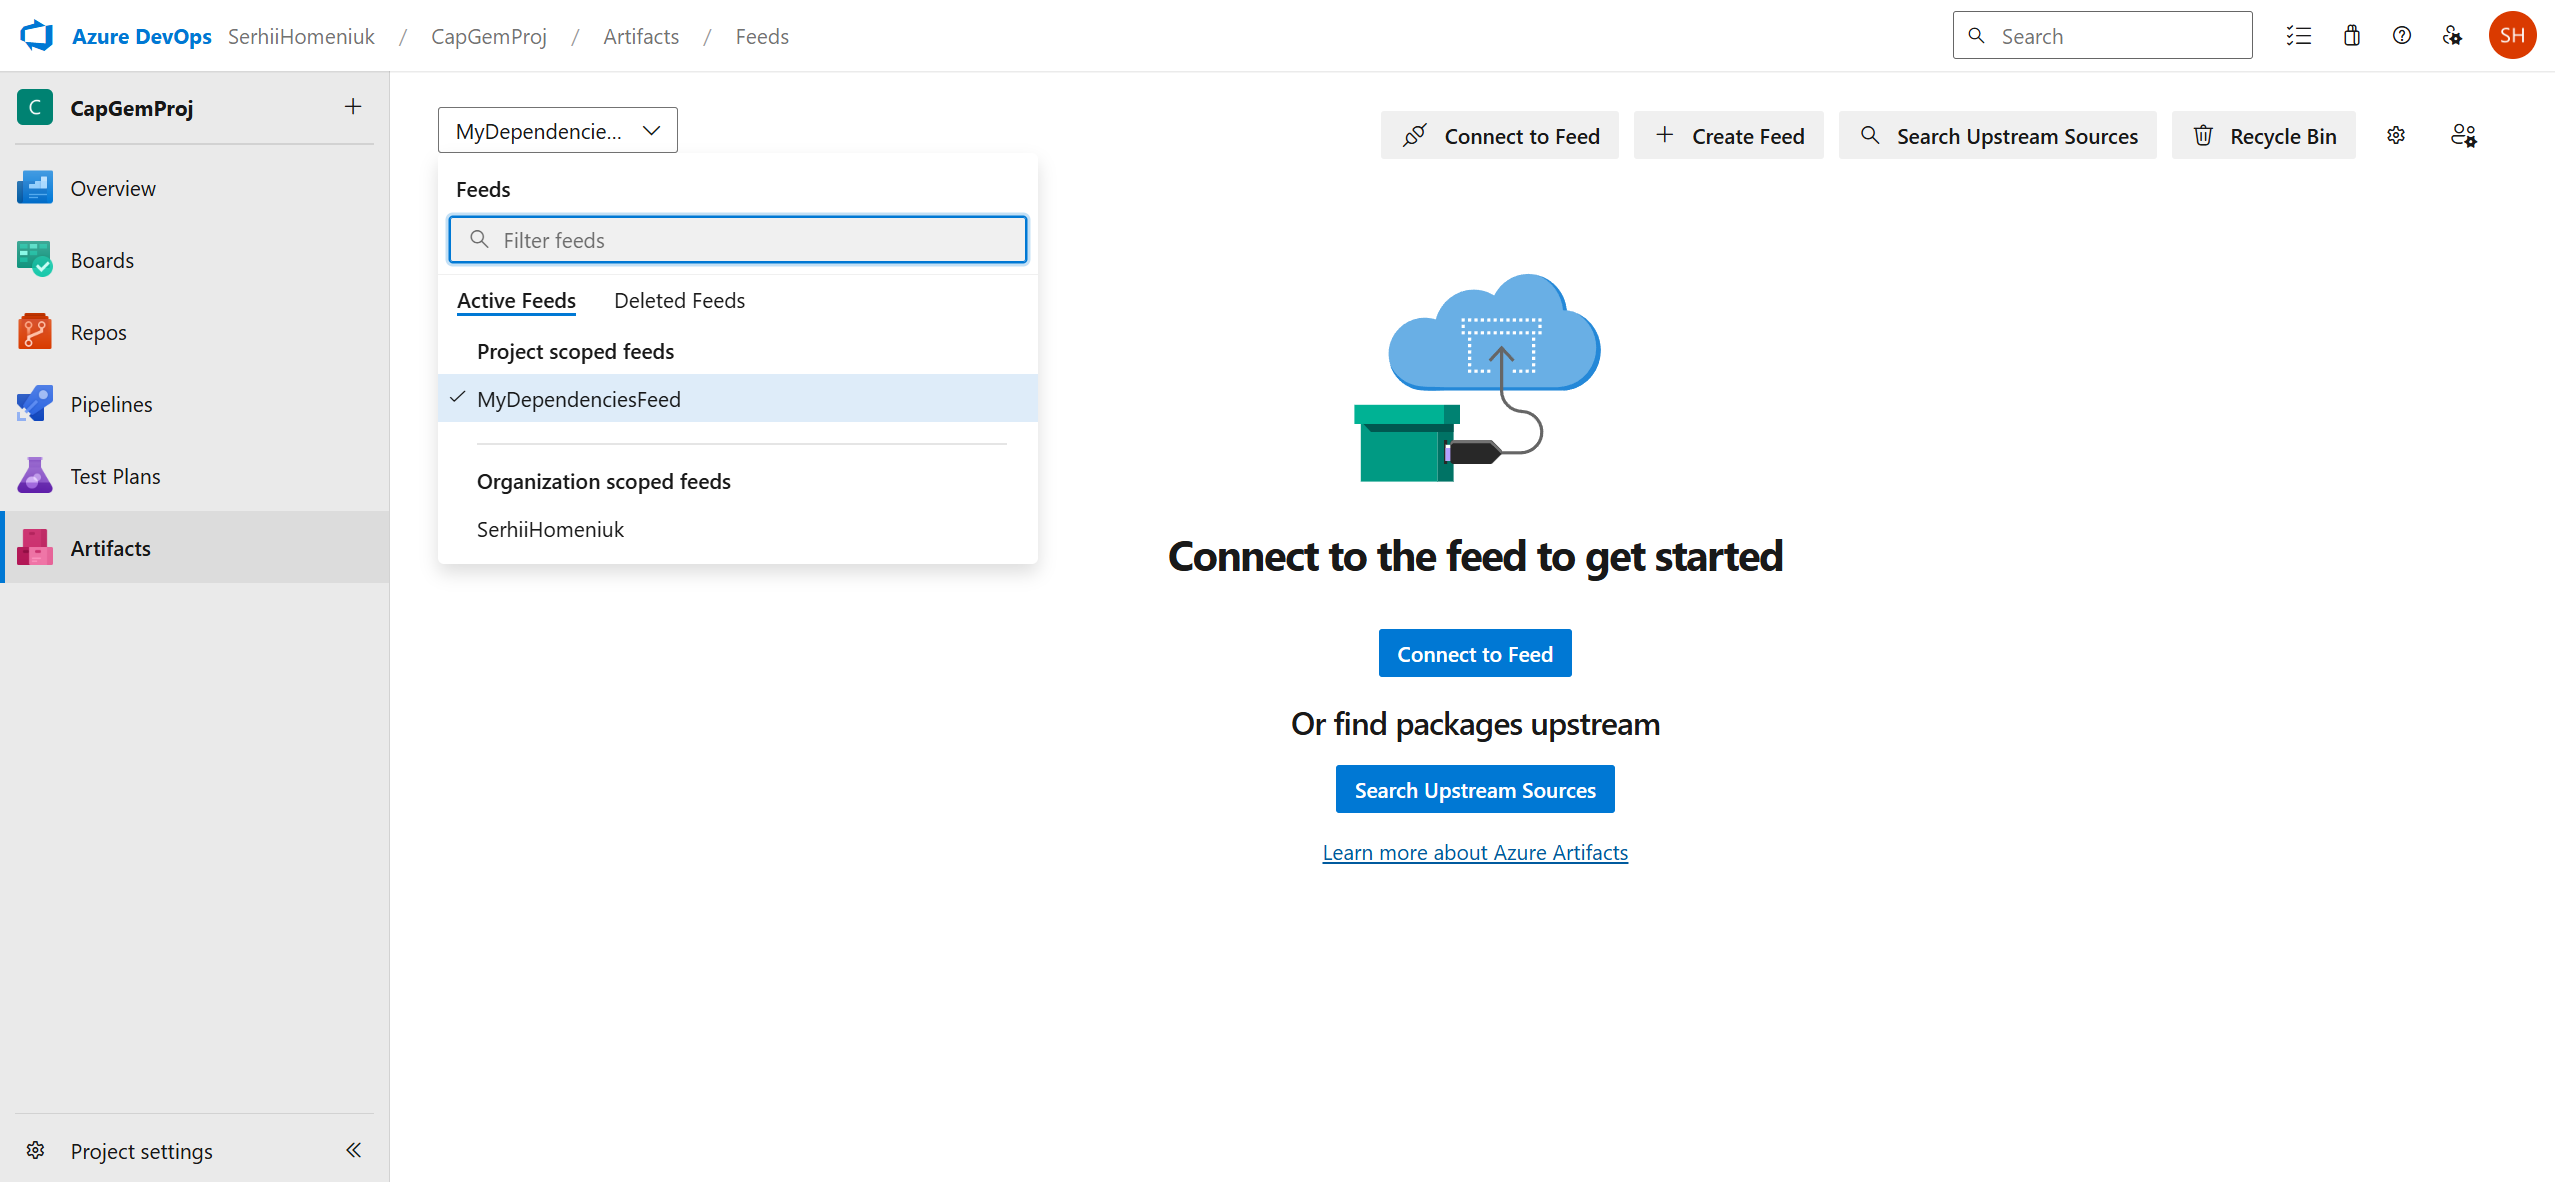 Azure DevOps SerhiiHomeniuk / CapGemProj / Artifacts / Feeds
Search
SH
C CapGemProj
Overview
Boards
Repos
Pipelines
Test Plans
Artifacts
Project settings
MyDependencie...
Connect to Feed
Create Feed
Search Upstream Sources
Recycle Bin
Feeds
Filter feeds
Active Feeds Deleted Feeds
Project scoped feeds
MyDependenciesFeed
Organization scoped feeds
SerhiiHomeniuk
Connect to the feed to get started
Connect to Feed
Or find packages upstream
Search Upstream Sources
Learn more about Azure Artifacts